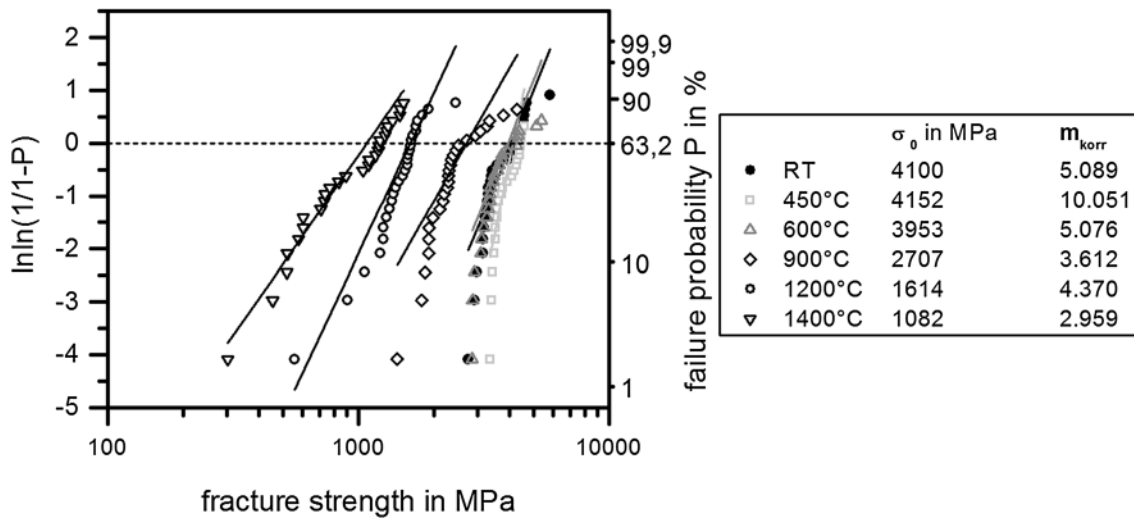 2
1
0
-1
-2
-3
-4
-5
lnln(1/1-P)
100
1000
10000
fracture strength in MPa
99,9
99
90
63,2
10
1
failure probability P in %
σ₀ in MPa m_korr
RT 4100 5.089
450°C 4152 10.051
600°C 3953 5.076
900°C 2707 3.612
1200°C 1614 4.370
1400°C 1082 2.959